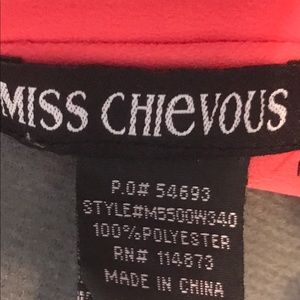 MISS CHIEVOUS
P.O# 54693
STYLE#M5500W340
100%POLYESTER
RN# 114873
MADE IN CHINA